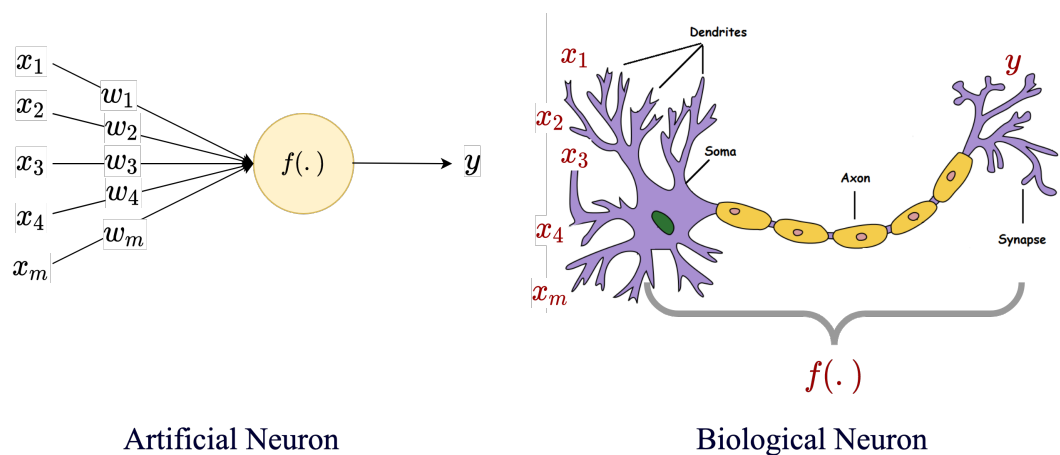 x₁
x₂
x₃
x₄
xₘ
w₁
w₂
w₃
w₄
wₘ
f(.)
y
Artificial Neuron
Dendrites
x₁
x₂
x₃
x₄
xₘ
Soma
Axon
y
Synapse
f(.)
Biological Neuron